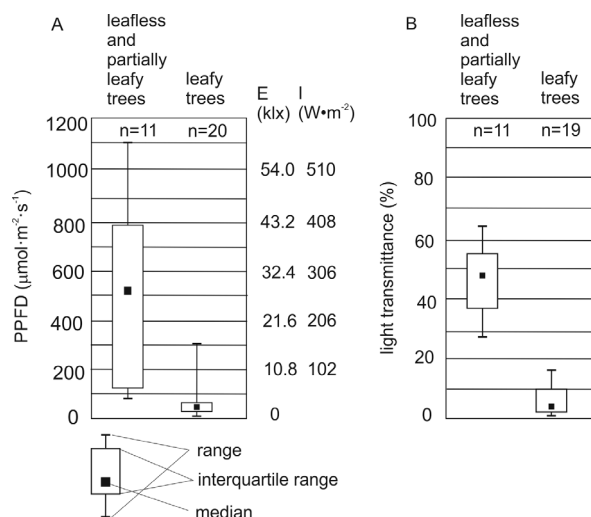 A
leafless
and
partially
leafy
trees
leafy
trees
E
(klx)
I
(W•m-²)
n=11
n=20
1200
1000
800
600
400
200
0
PPFD (μmol·m-²·s-¹)
54.0 510
43.2 408
32.4 306
21.6 206
10.8 102
0
B
leafless
and
partially
leafy
trees
leafy
trees
n=11
n=19
100
80
60
40
20
0
light transmittance (%)
range
interquartile range
median